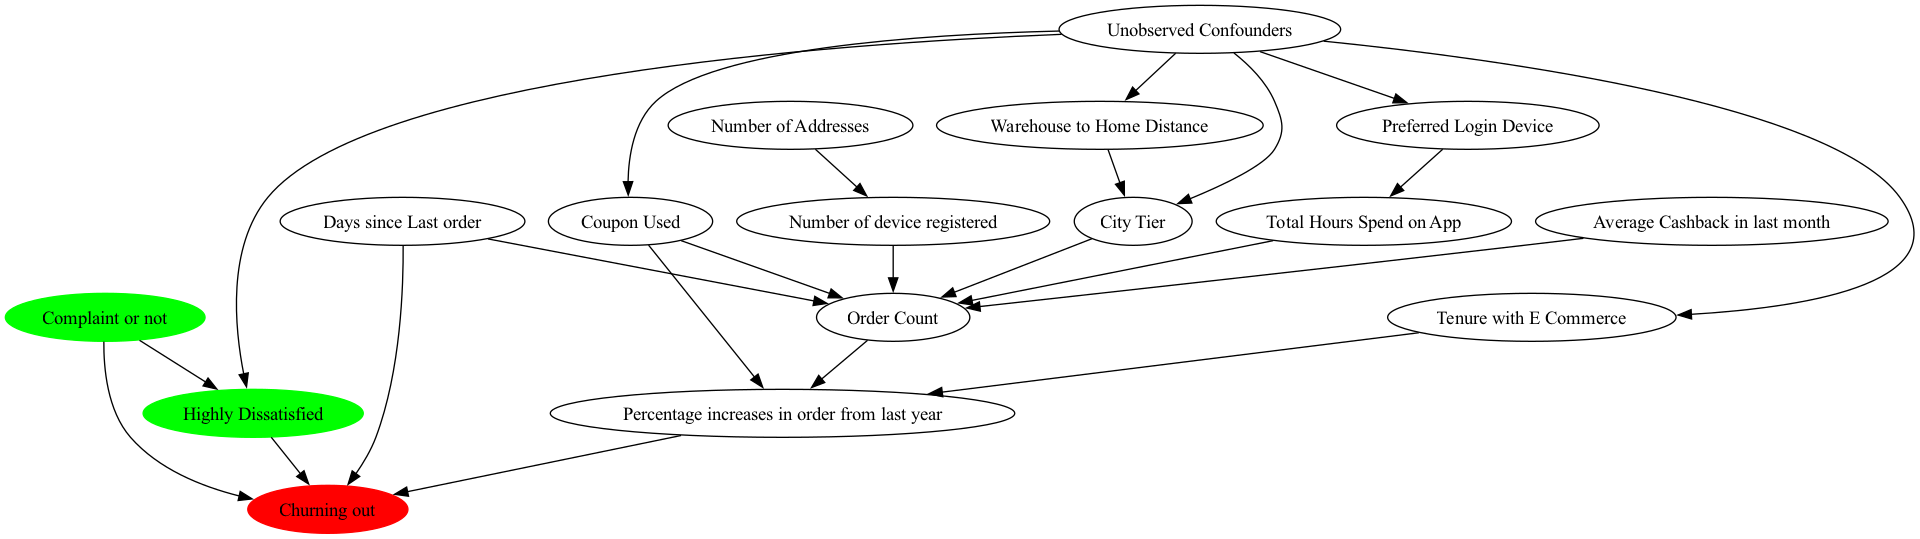 Unobserved Confounders
Number of Addresses
Warehouse to Home Distance
Preferred Login Device
Days since Last order
Coupon Used
Number of device registered
City Tier
Total Hours Spend on App
Average Cashback in last month
Complaint or not
Order Count
Tenure with E Commerce
Highly Dissatisfied
Percentage increases in order from last year
Churning out